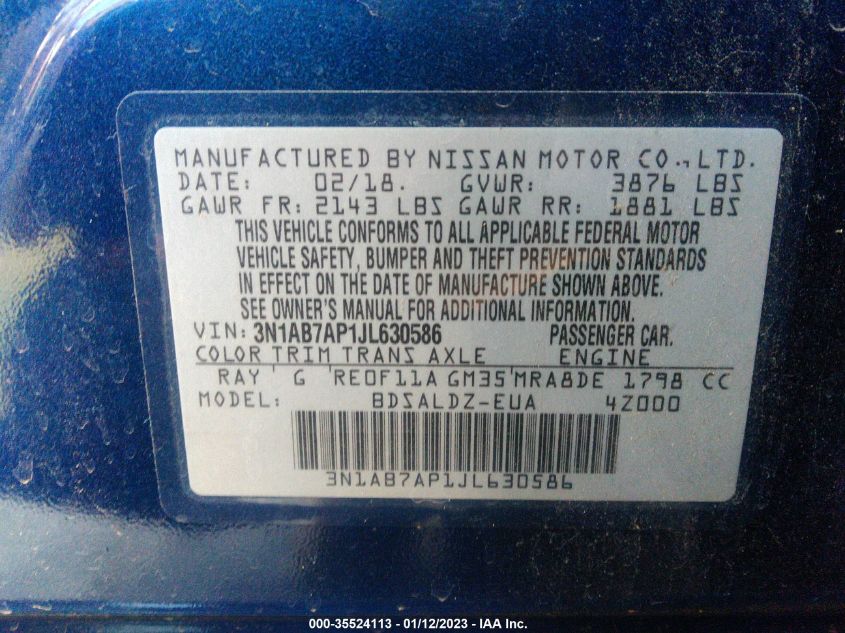 MANUFACTURED BY NISSAN MOTOR CO., LTD.
DATE: 02/18. GVWR: 3876 LBS
GAWR FR: 2143 LBS GAWR RR: 1881 LBS
THIS VEHICLE CONFORMS TO ALL APPLICABLE FEDERAL MOTOR
VEHICLE SAFETY, BUMPER AND THEFT PREVENTION STANDARDS
IN EFFECT ON THE DATE OF MANUFACTURE SHOWN ABOVE.
SEE OWNER'S MANUAL FOR ADDITIONAL INFORMATION.
VIN: 3N1AB7AP1JL630586 PASSENGER CAR.
COLOR TRIM TRANS AXLE ENGINE
RAY G RE0F11A GM35 MRA8DE 1798 CC
MODEL: BDSALDZ-EUA 4Z000
3N1AB7AP1JL630586
000-35524113 - 01/12/2023 - IAA Inc.